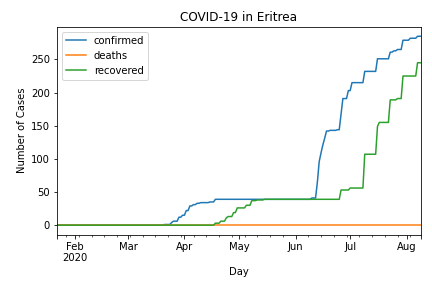 COVID-19 in Eritrea
confirmed
deaths
recovered
Number of Cases
250
200
150
100
50
0
Feb Mar Apr May Jun Jul Aug
2020
Day